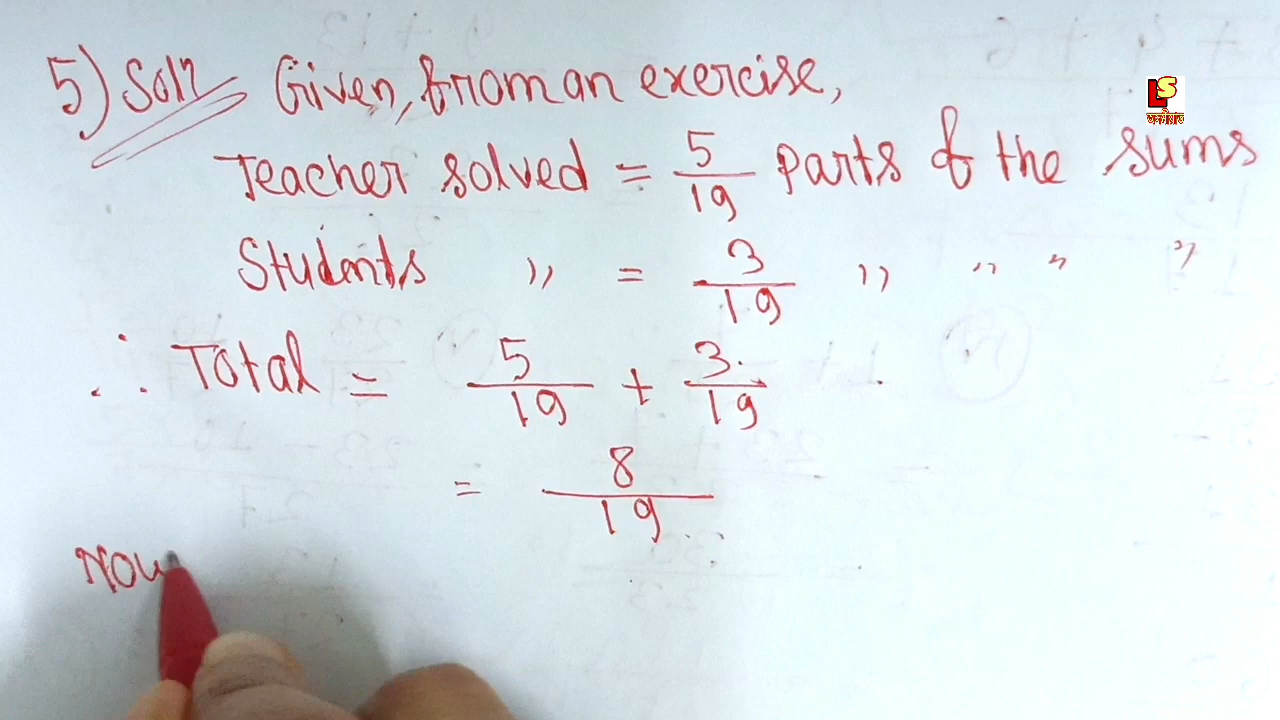 5) Soln Given, from an exercise,
LS
Teacher solved = 5/19 parts of the sums
Students " = 3/19 " " " "
∴ Total = 5/19 + 3/19
= 8/19
Now